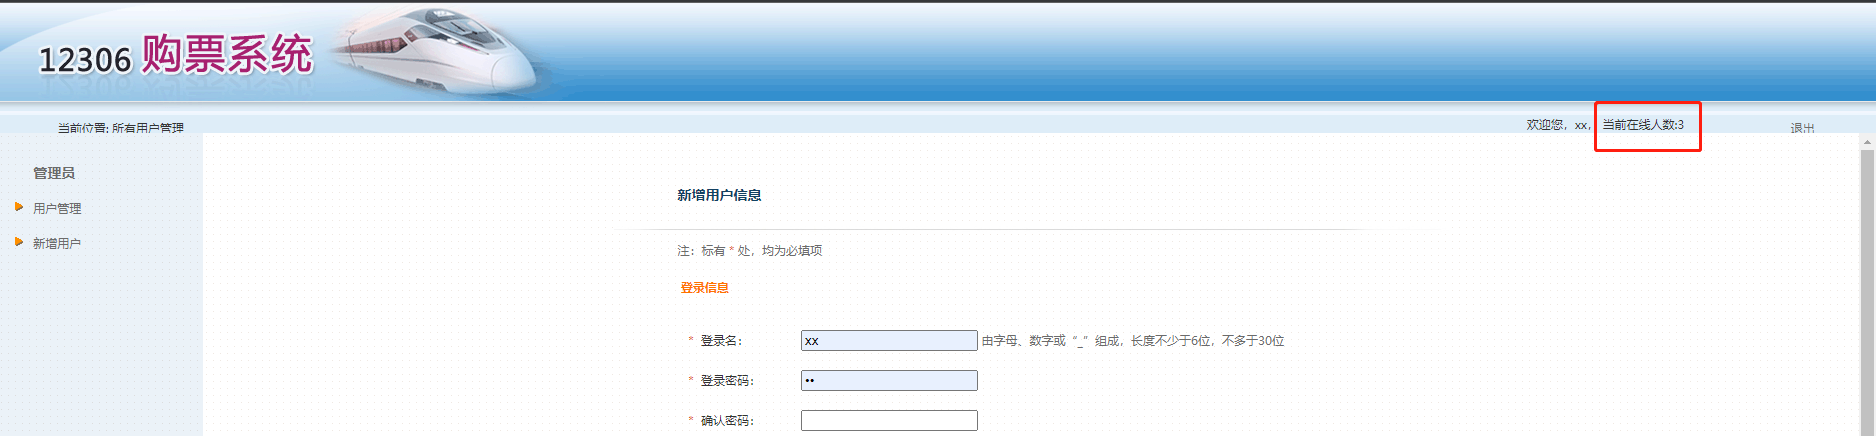 12306 购票系统
当前位置: 所有用户管理
欢迎您，xx， 当前在线人数:3 退出
管理员
用户管理
新增用户
新增用户信息
注：标有 * 处，均为必填项
登录信息
* 登录名： xx 由字母、数字或“_”组成，长度不少于6位，不多于30位
* 登录密码： ••
* 确认密码：